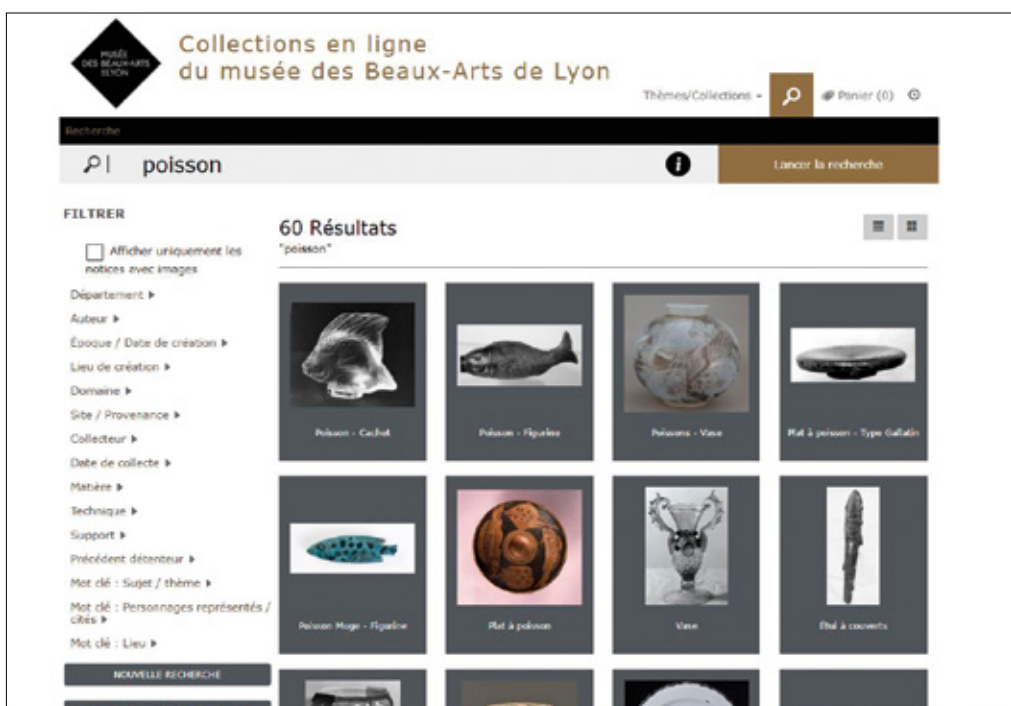 MUSÉE
DES BEAUX-ARTS
LYON
Collections en ligne
du musée des Beaux-Arts de Lyon
Thèmes/Collections
Panier (0)
Recherche
poisson
Lancer la recherche
FILTRER
Afficher uniquement les
notices avec images
Département
Auteur
Époque / Date de création
Lieu de création
Domaine
Site / Provenance
Collecteur
Date de collecte
Matière
Technique
Support
Précédent détenteur
Mot clé : Sujet / thème
Mot clé : Personnages représentés /
cités
Mot clé : Lieu
NOUVELLE RECHERCHE
60 Résultats
"poisson"
Poisson - Cachet
Poisson - Figurine
Poissons - Vase
Plat à poisson - Type Gallatin
Poisson Muge - Figurine
Plat à poisson
Vase
Étui à couverts